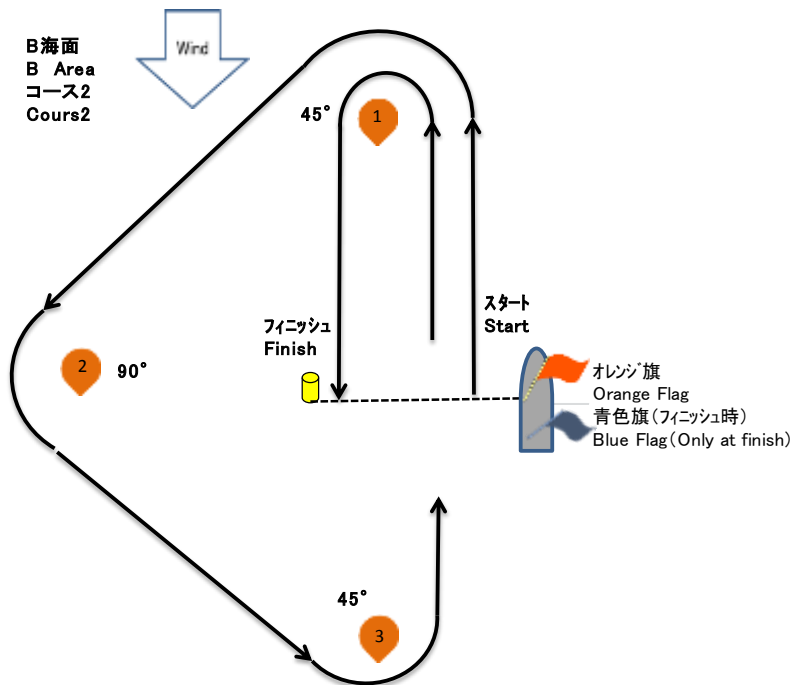 B海面
B Area
コース2
Cours2
Wind
45°
1
フィニッシュ
Finish
スタート
Start
2
90°
オレンジ旗
Orange Flag
青色旗(フィニッシュ時)
Blue Flag(Only at finish)
45°
3